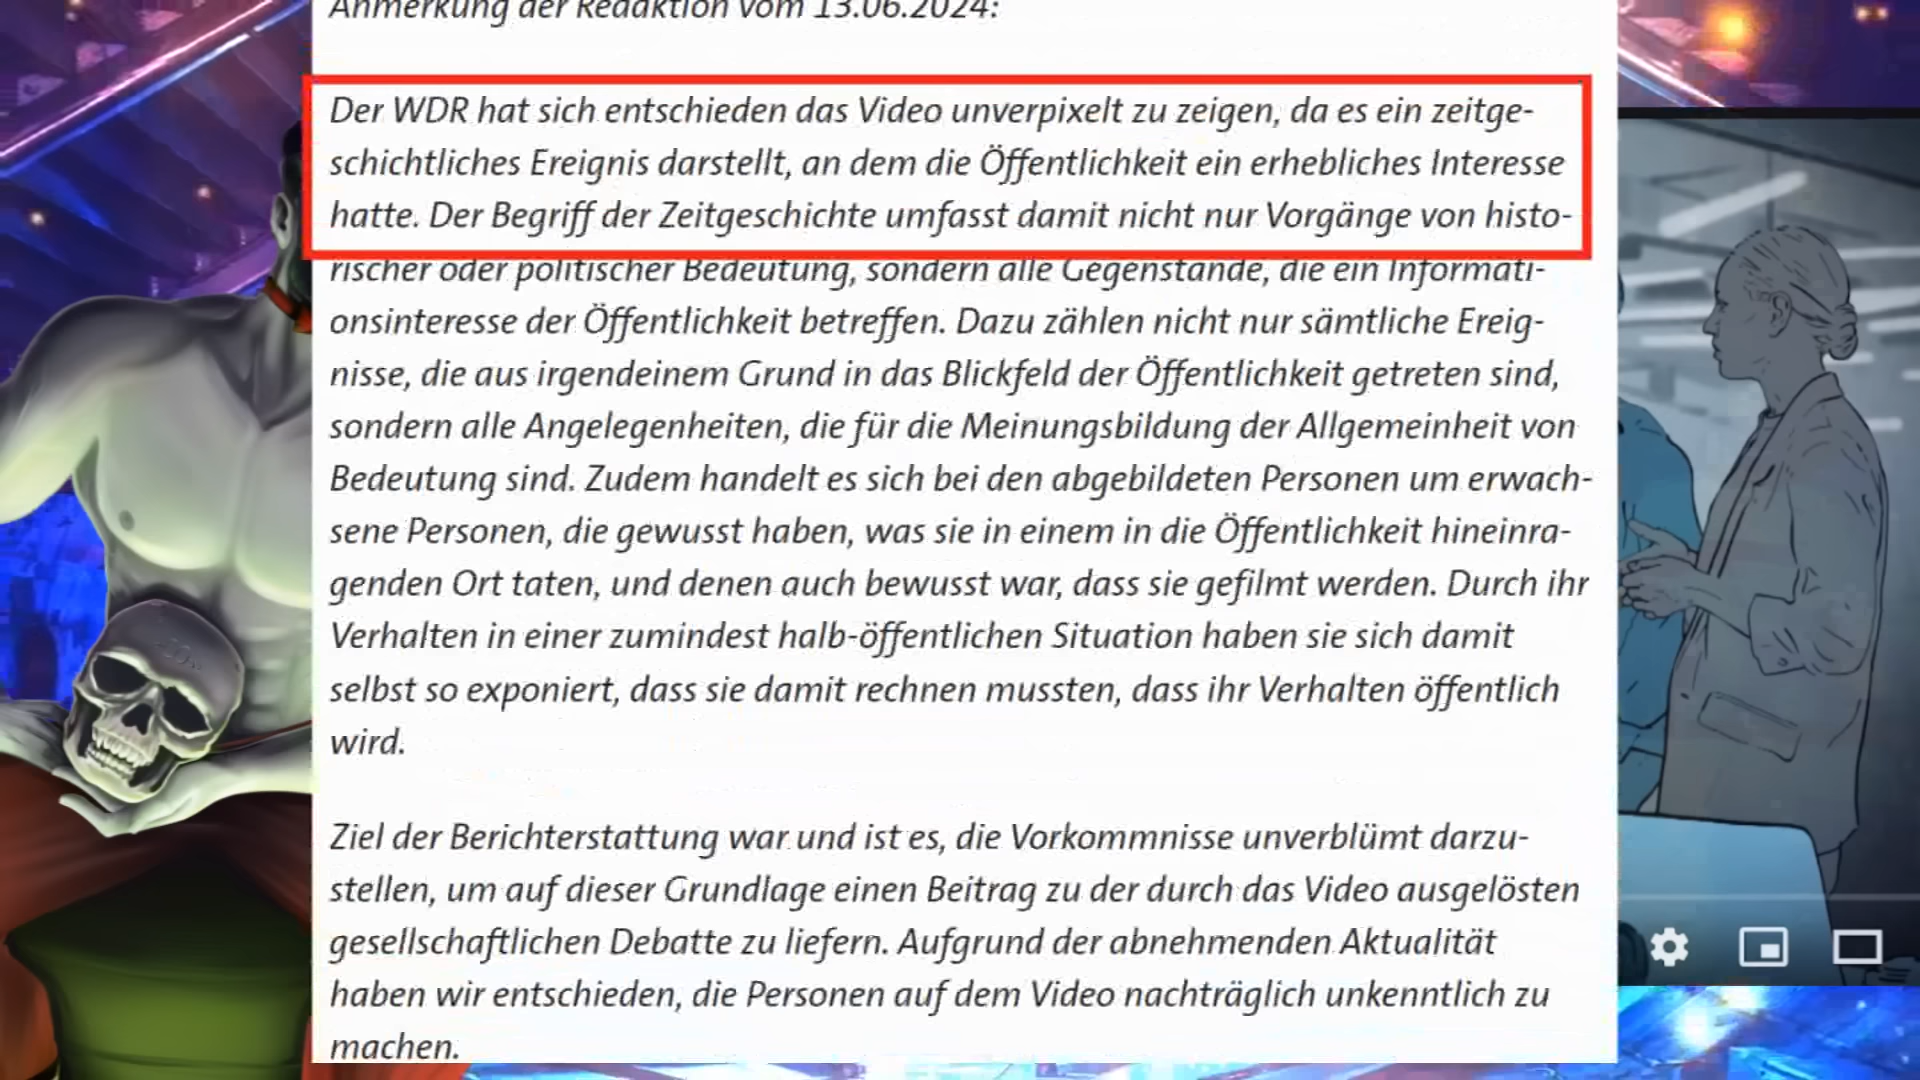 Anmerkung der Redaktion vom 13.06.2024:
Der WDR hat sich entschieden das Video unverpixelt zu zeigen, da es ein zeitge-
schichtliches Ereignis darstellt, an dem die Öffentlichkeit ein erhebliches Interesse
hatte. Der Begriff der Zeitgeschichte umfasst damit nicht nur Vorgänge von histo-
rischer oder politischer Bedeutung, sondern alle Gegenstände, die ein Informati-
onsinteresse der Öffentlichkeit betreffen. Dazu zählen nicht nur sämtliche Ereig-
nisse, die aus irgendeinem Grund in das Blickfeld der Öffentlichkeit getreten sind,
sondern alle Angelegenheiten, die für die Meinungsbildung der Allgemeinheit von
Bedeutung sind. Zudem handelt es sich bei den abgebildeten Personen um erwach-
sene Personen, die gewusst haben, was sie in einem in die Öffentlichkeit hineinra-
genden Ort taten, und denen auch bewusst war, dass sie gefilmt werden. Durch ihr
Verhalten in einer zumindest halb-öffentlichen Situation haben sie sich damit
selbst so exponiert, dass sie damit rechnen mussten, dass ihr Verhalten öffentlich
wird.
Ziel der Berichterstattung war und ist es, die Vorkommnisse unverblümt darzu-
stellen, um auf dieser Grundlage einen Beitrag zu der durch das Video ausgelösten
gesellschaftlichen Debatte zu liefern. Aufgrund der abnehmenden Aktualität
haben wir entschieden, die Personen auf dem Video nachträglich unkenntlich zu
machen.